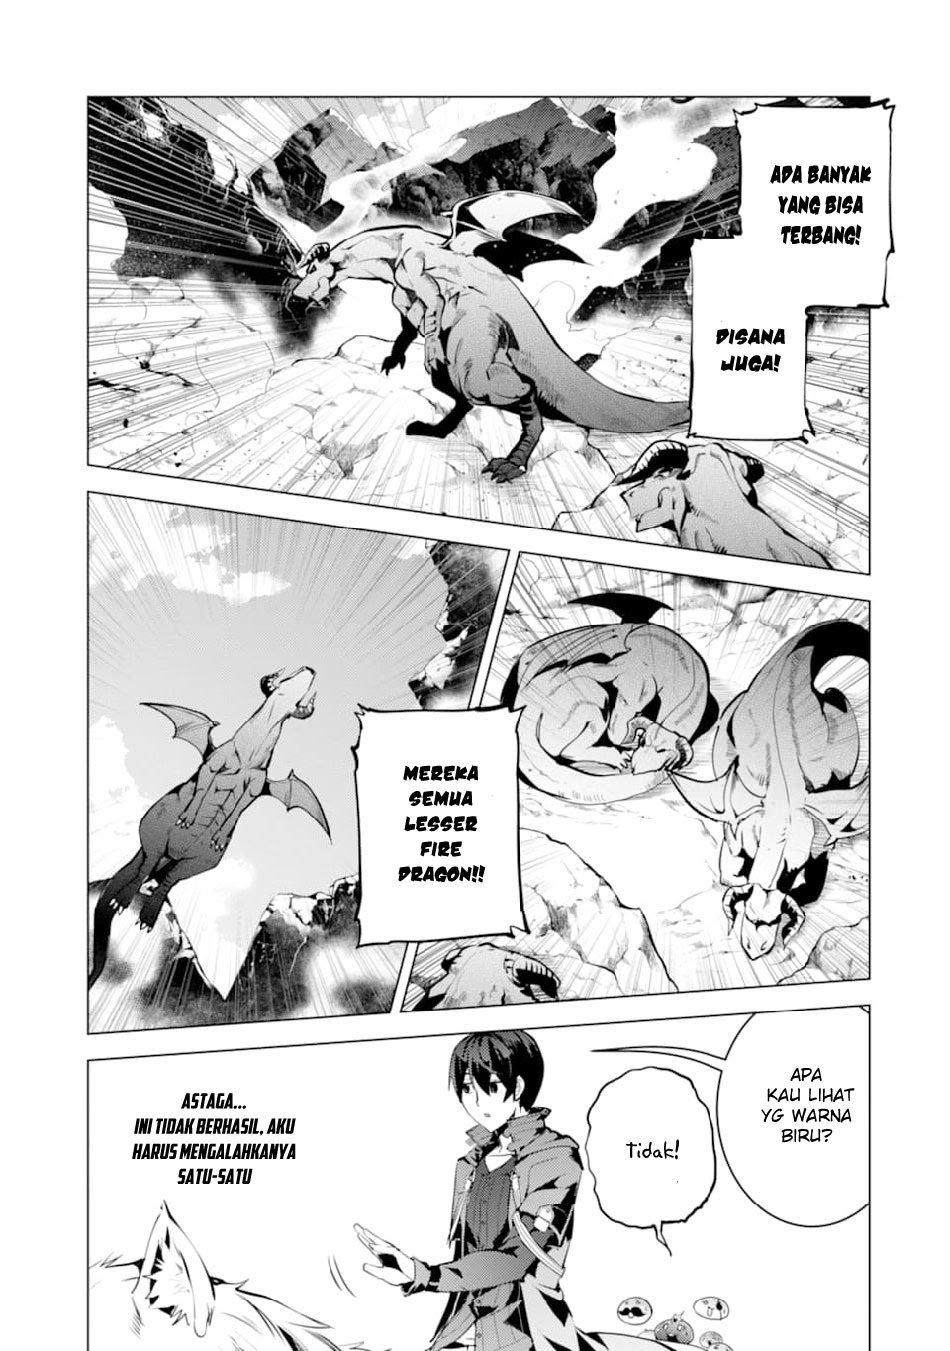 ADA BANYAK
YANG BISA
TERBANG!
DISANA
JUGA!
MEREKA
SEMUA
LESSER
FIRE
DRAGON!!
APA
KAU LIHAT
YG WARNA
BIRU?
Tidak!
ASTAGA...
INI TIDAK BERHASIL, AKU
HARUS MENGALAHKANYA
SATU-SATU